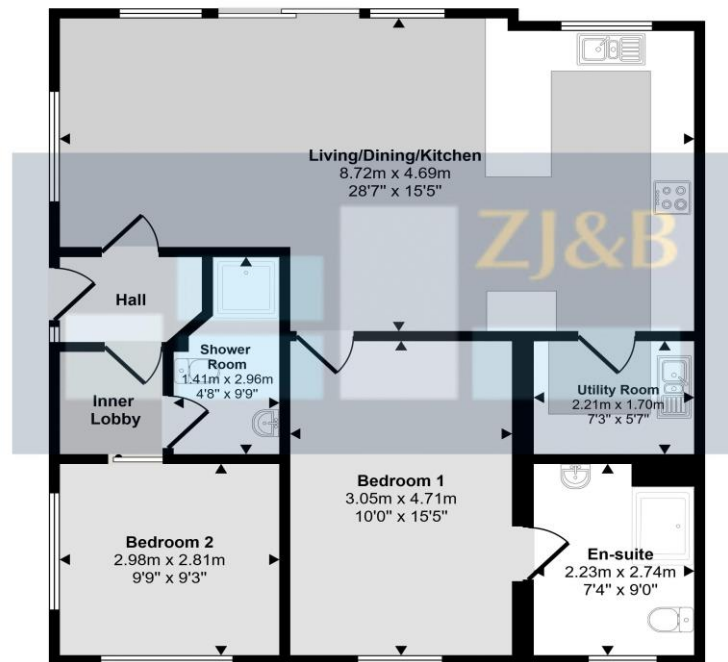 Living/Dining/Kitchen
8.72m x 4.69m
28'7" x 15'5"
ZJ&B
Hall
Shower
Room
1.41m x 2.96m
4'8" x 9'9"
Inner
Lobby
Utility Room
2.21m x 1.70m
7'3" x 5'7"
Bedroom 1
3.05m x 4.71m
10'0" x 15'5"
Bedroom 2
2.98m x 2.81m
9'9" x 9'3"
En-suite
2.23m x 2.74m
7'4" x 9'0"